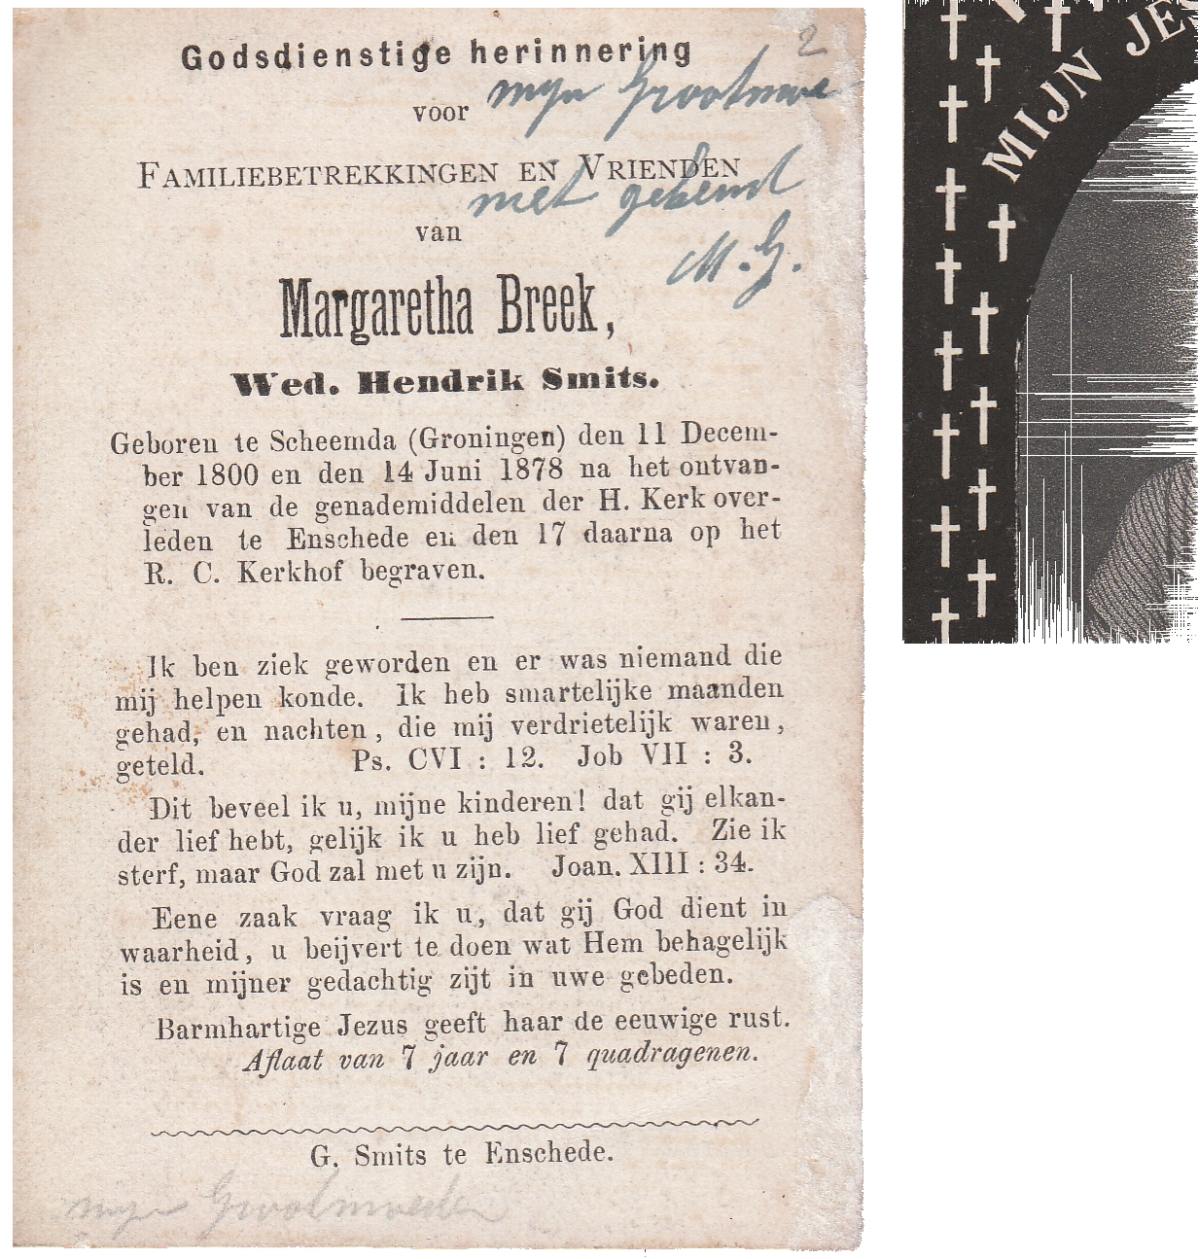 Godsdienstige herinnering
2
voor
mijn Grootmoe
FAMILIEBETREKKINGEN EN VRIENDEN
niet gekend
van
M. G.
Margaretha Breek,
Wed. Hendrik Smits.
Geboren te Scheemda (Groningen) den 11 Decem-
ber 1800 en den 14 Juni 1878 na het ontvan-
gen van de genademiddelen der H. Kerk over-
leden te Enschede en den 17 daarna op het
R. C. Kerkhof begraven.
Ik ben ziek geworden en er was niemand die
mij helpen konde. Ik heb smartelijke maanden
gehad, en nachten, die mij verdrietelijk waren,
geteld. Ps. CVI : 12. Job VII : 3.
Dit beveel ik u, mijne kinderen! dat gij elkan-
der lief hebt, gelijk ik u heb lief gehad. Zie ik
sterf, maar God zal met u zijn. Joan. XIII : 34.
Eene zaak vraag ik u, dat gij God dient in
waarheid, u beijvert te doen wat Hem behagelijk
is en mijner gedachtig zijt in uwe gebeden.
Barmhartige Jezus geeft haar de eeuwige rust.
Aflaat van 7 jaar en 7 quadragenen.
G. Smits te Enschede.
mijn Grootmoeder
MIJN JES